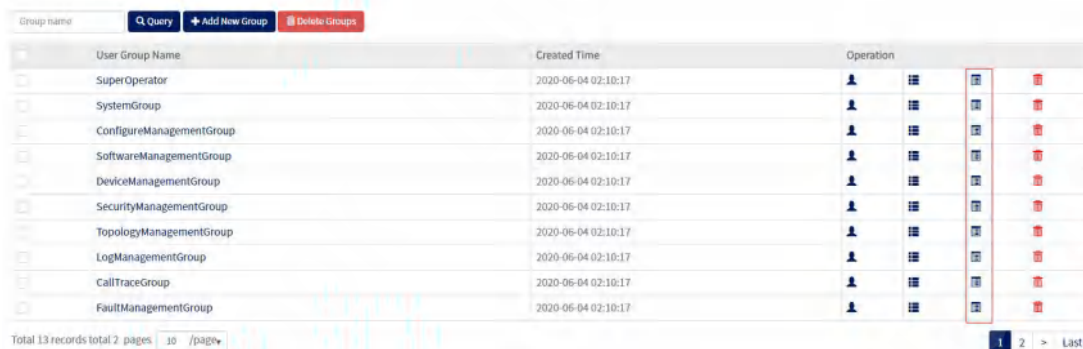 Group name Query Add New Group Delete Groups
User Group Name Created Time Operation
SuperOperator 2020-06-04 02:10:17
SystemGroup 2020-06-04 02:10:17
ConfigureManagementGroup 2020-06-04 02:10:17
SoftwareManagementGroup 2020-06-04 02:10:17
DeviceManagementGroup 2020-06-04 02:10:17
SecurityManagementGroup 2020-06-04 02:10:17
TopologyManagementGroup 2020-06-04 02:10:17
LogManagementGroup 2020-06-04 02:10:17
CallTraceGroup 2020-06-04 02:10:17
FaultManagementGroup 2020-06-04 02:10:17
Total 13 records total 2 pages 10 /page 1 2 > Last